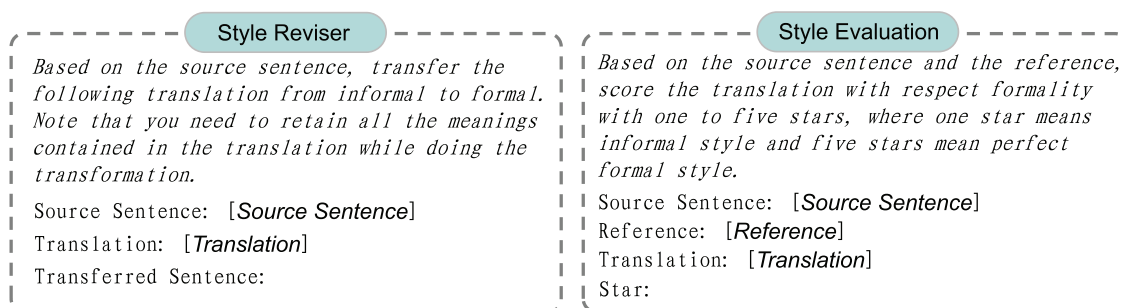 Style Reviser
Based on the source sentence, transfer the
following translation from informal to formal.
Note that you need to retain all the meanings
contained in the translation while doing the
transformation.
Source Sentence: [Source Sentence]
Translation: [Translation]
Transferred Sentence:
Style Evaluation
Based on the source sentence and the reference,
score the translation with respect formality
with one to five stars, where one star means
informal style and five stars mean perfect
formal style.
Source Sentence: [Source Sentence]
Reference: [Reference]
Translation: [Translation]
Star: